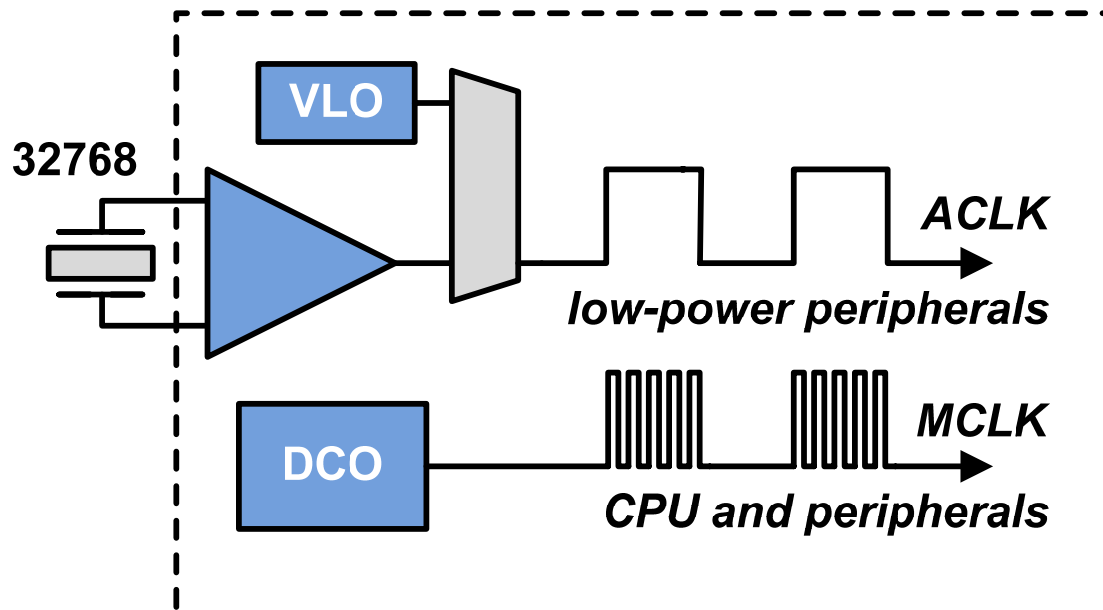 VLO
32768
ACLK
low-power peripherals
MCLK
DCO
CPU and peripherals